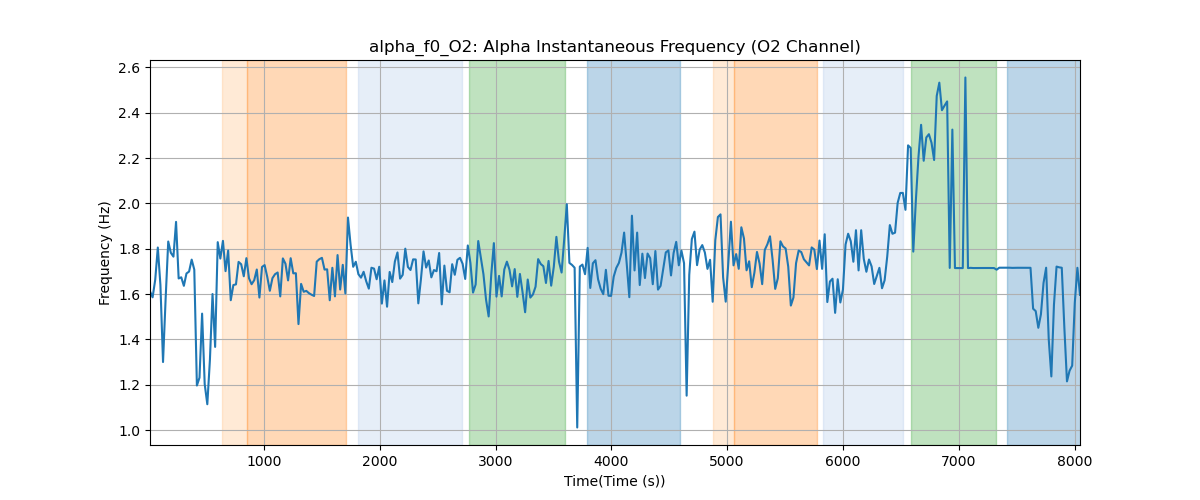 alpha_f0_O2: Alpha Instantaneous Frequency (O2 Channel)
2.6
2.4
2.2
2.0
1.8
1.6
1.4
1.2
1.0
Frequency (Hz)
1000 2000 3000 4000 5000 6000 7000 8000
Time(Time (s))